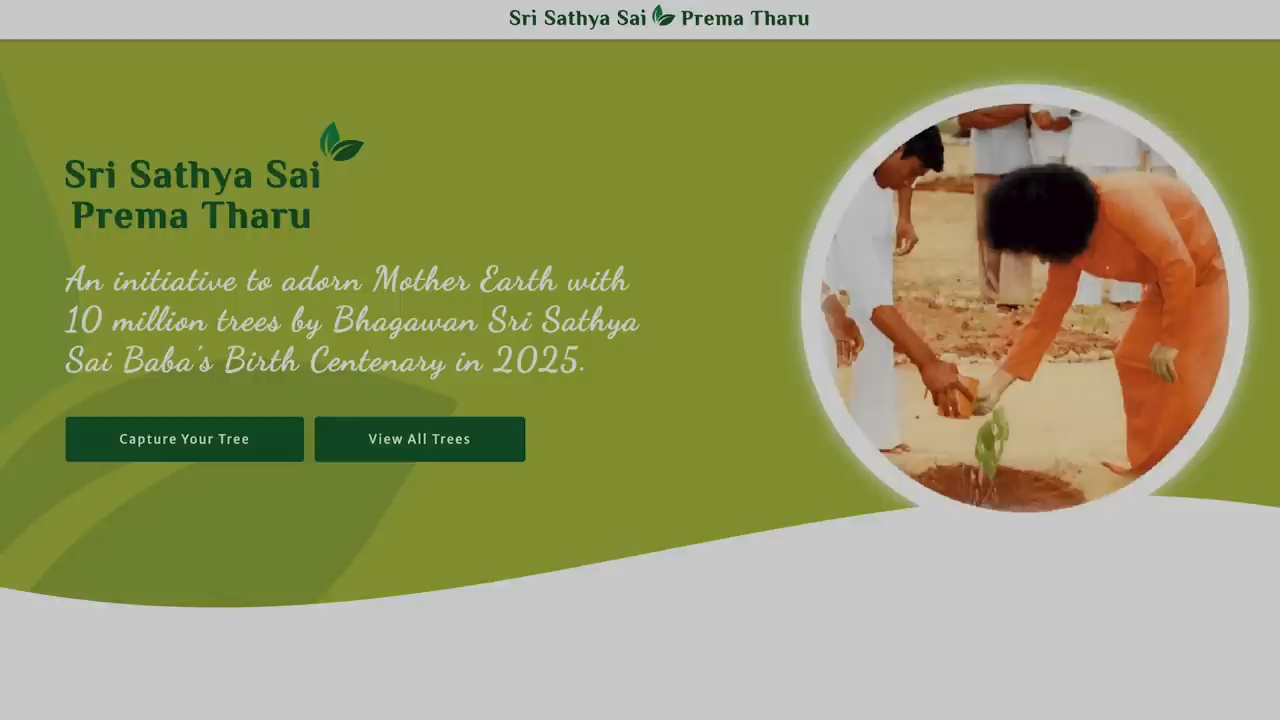 Sri Sathya Sai Prema Tharu
Sri Sathya Sai
Prema Tharu
An initiative to adorn Mother Earth with
10 million trees by Bhagawan Sri Sathya
Sai Baba's Birth Centenary in 2025.
Capture Your Tree
View All Trees